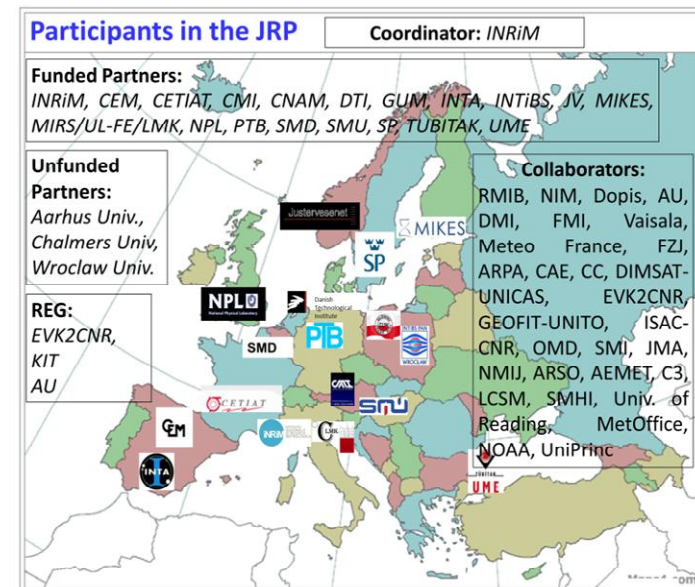 Participants in the JRP
Coordinator: INRiM
Funded Partners:
INRiM, CEM, CETIAT, CMI, CNAM, DTI, GUM, INTA, INTiBS, JV, MIKES,
MIRS/UL-FE/LMK, NPL, PTB, SMD, SMU, SP, TUBITAK, UME
Unfunded
Partners:
Aarhus Univ.,
Chalmers Univ,
Wroclaw Univ.
REG:
EVK2CNR,
KIT
AU
Collaborators:
RMIB, NIM, Dopis, AU,
DMI, FMI, Vaisala,
Meteo France, FZJ,
ARPA, CAE, CC, DIMSAT-
UNICAS, EVK2CNR,
GEOFIT-UNITO, ISAC-
CNR, OMD, SMI, JMA,
NMIJ, ARSO, AEMET, C3,
LCSM, SMHI, Univ. of
Reading, MetOffice,
NOAA, UniPrinc
Justervesenet
MIKES
SP
NPL
National Physical Laboratory
Danish
Technological
Institute
PTB
SMD
INTIBS PAN
WROCLAW
CMI
CETIAT
SMU
INRIM
LMK
CEM
INTA
TÜBİTAK
UME